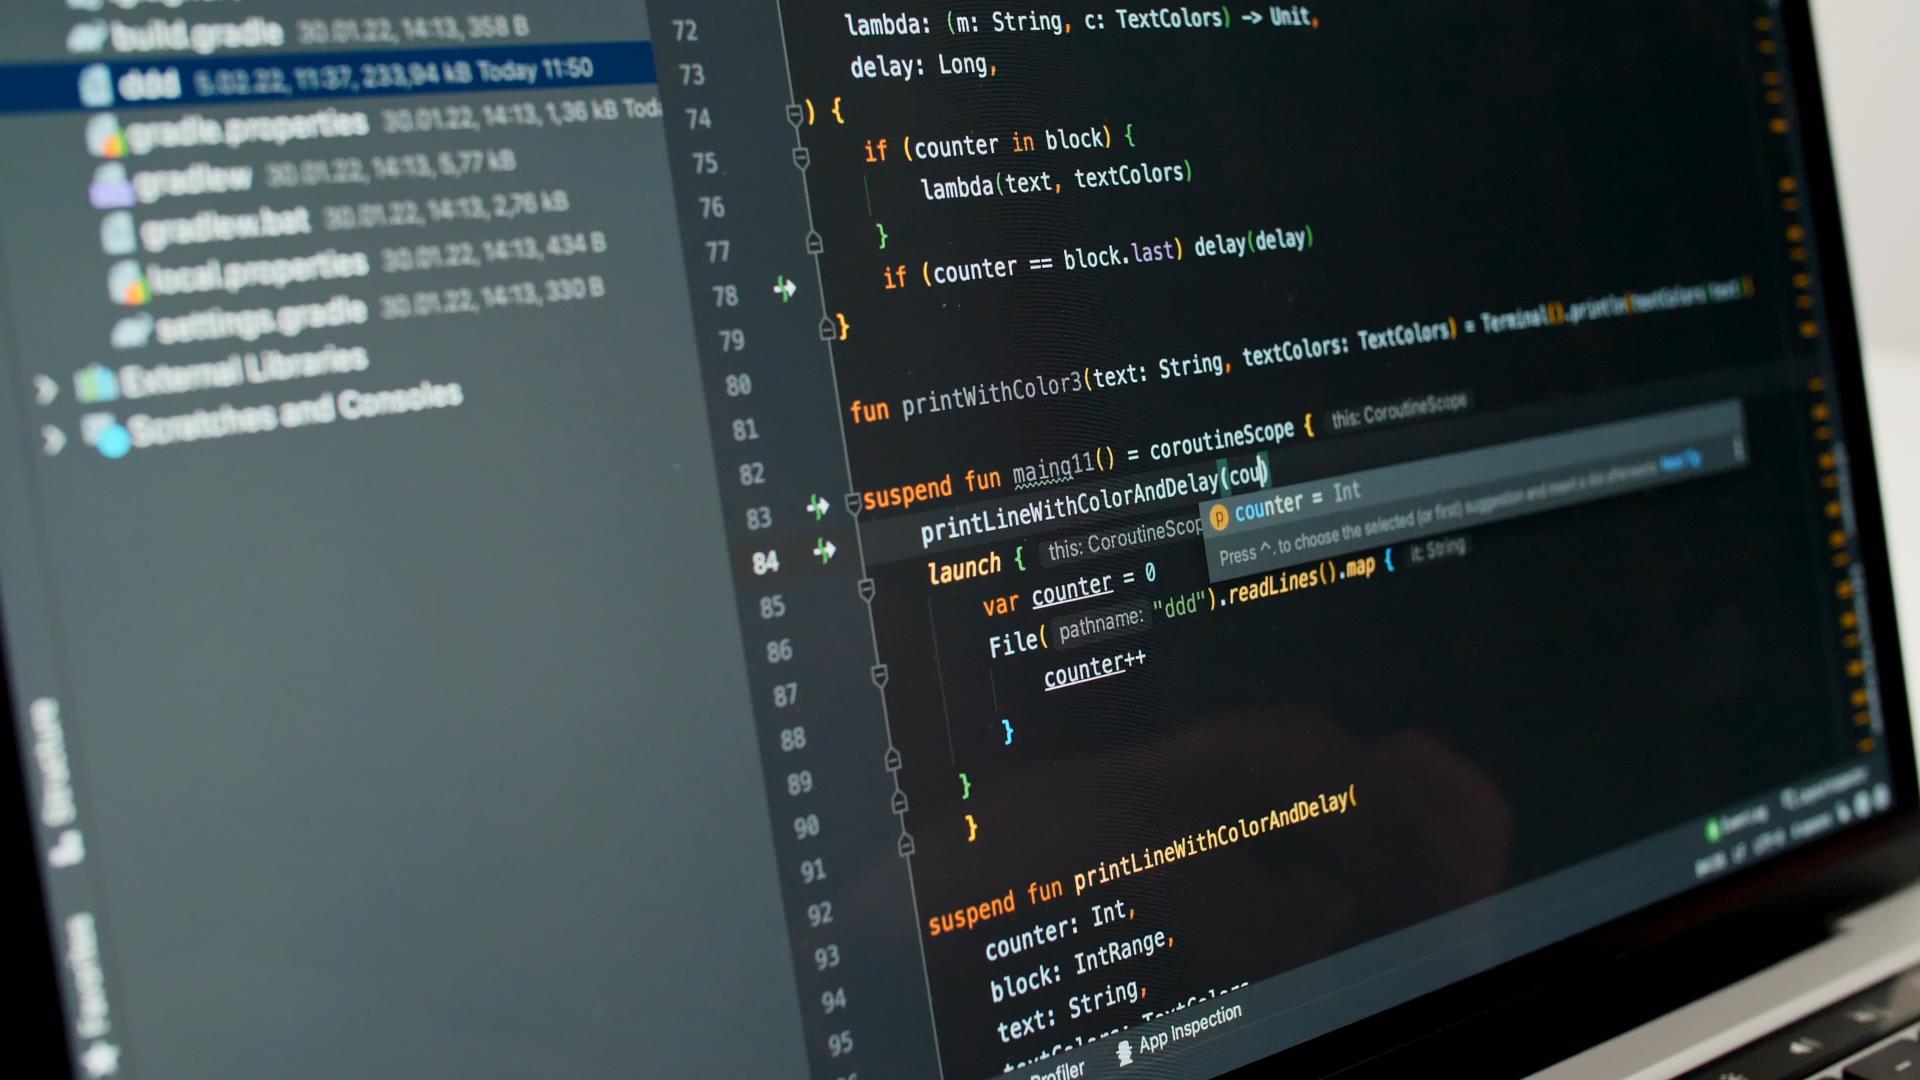 build.gradle 30.01.22, 14:13, 358 B
ddd 5.02.22, 11:37, 233,94 kB Today 11:50
gradle.properties 30.01.22, 14:13, 1,36 kB
gradlew 30.01.22, 14:13, 5,77 kB
gradlew.bat 30.01.22, 14:13, 2,76 kB
local.properties 30.01.22, 14:13, 434 B
settings.gradle 30.01.22, 14:13, 330 B
External Libraries
Scratches and Consoles
Structure
Favorites
72
73
74
75
76
77
78
79
80
81
82
83
84
85
86
87
88
89
90
91
92
93
94
95
lambda: (m: String, c: TextColors) -> Unit,
delay: Long,
) {
if (counter in block) {
lambda(text, textColors)
}
if (counter == block.last) delay(delay)
}
fun printWithColor3(text: String, textColors: TextColors) = Terminal().println(textColors(text))
suspend fun maing11() = coroutineScope { this: CoroutineScope
printLineWithColorAndDelay(cou)
counter = Int
Press ^. to choose the selected (or first) suggestion and insert a dot afterwards Next Tip
launch { this: CoroutineScop
var counter = 0
File( pathname: "ddd").readLines().map { it: String
counter++
}
}
}
suspend fun printLineWithColorAndDelay(
counter: Int,
block: IntRange,
text: String,
textColors: TextColors
Profiler
App Inspection